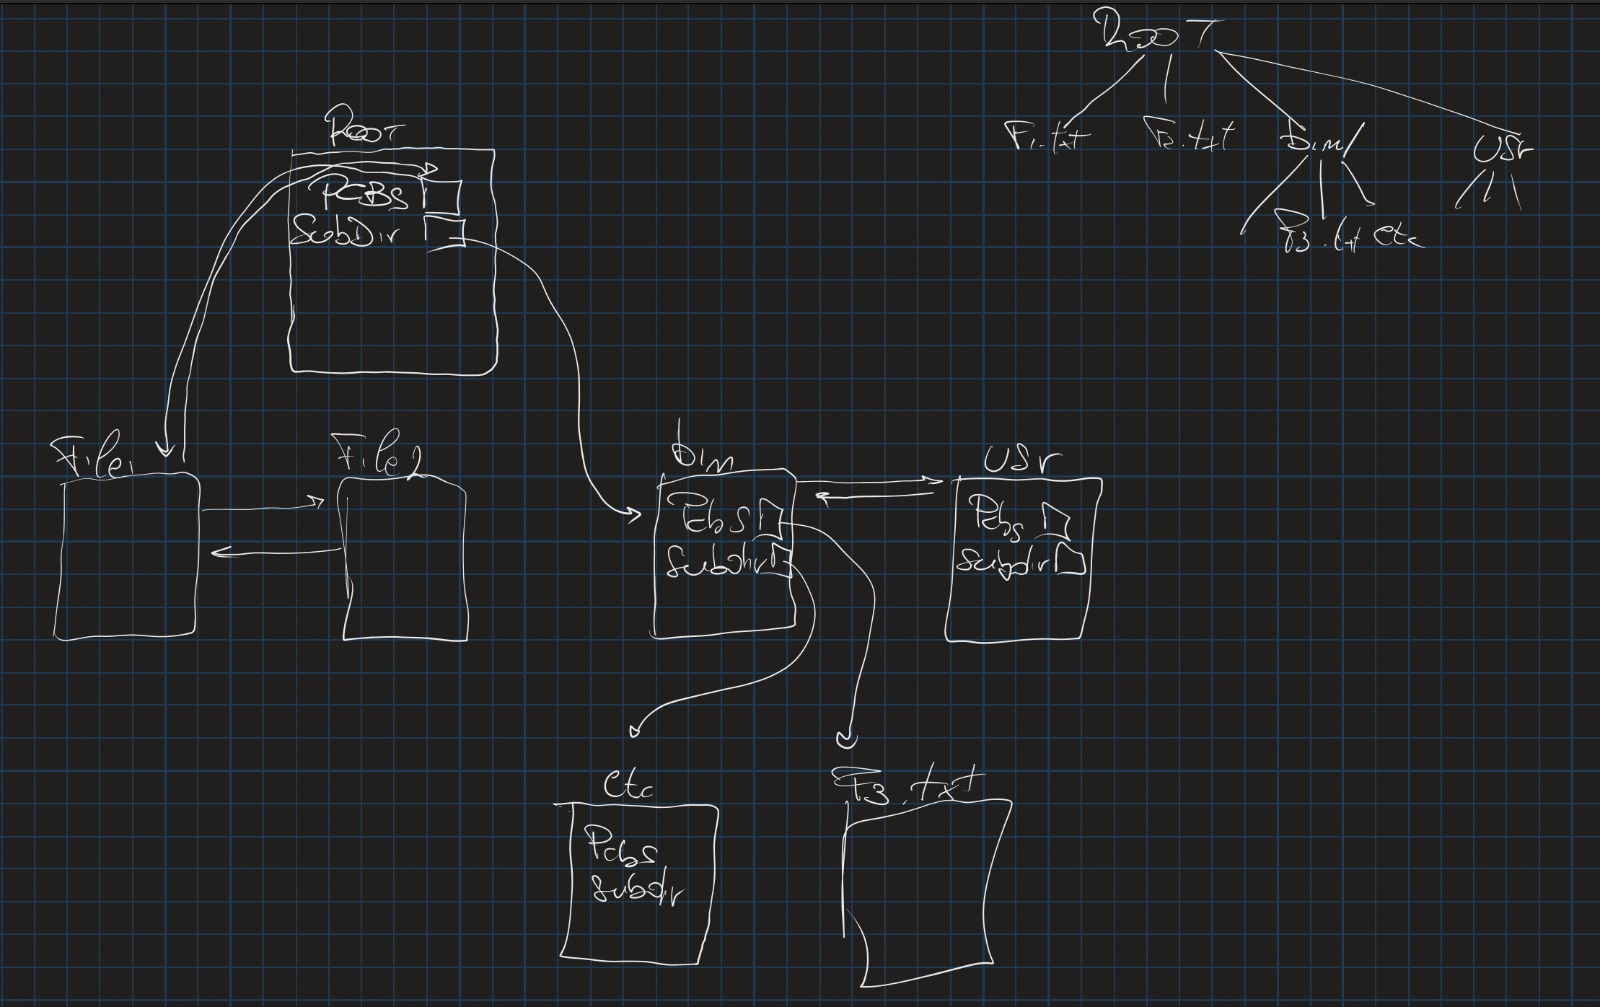 ROOT
F1.txt F2.txt Bin/ USr
F3.txt etc
ROOT
PCBS
SubDir
File1 File2 bin USr
Pcbs
Subdir
Pcbs
Subdir
etc
Pcbs
Subdir
F3.txt